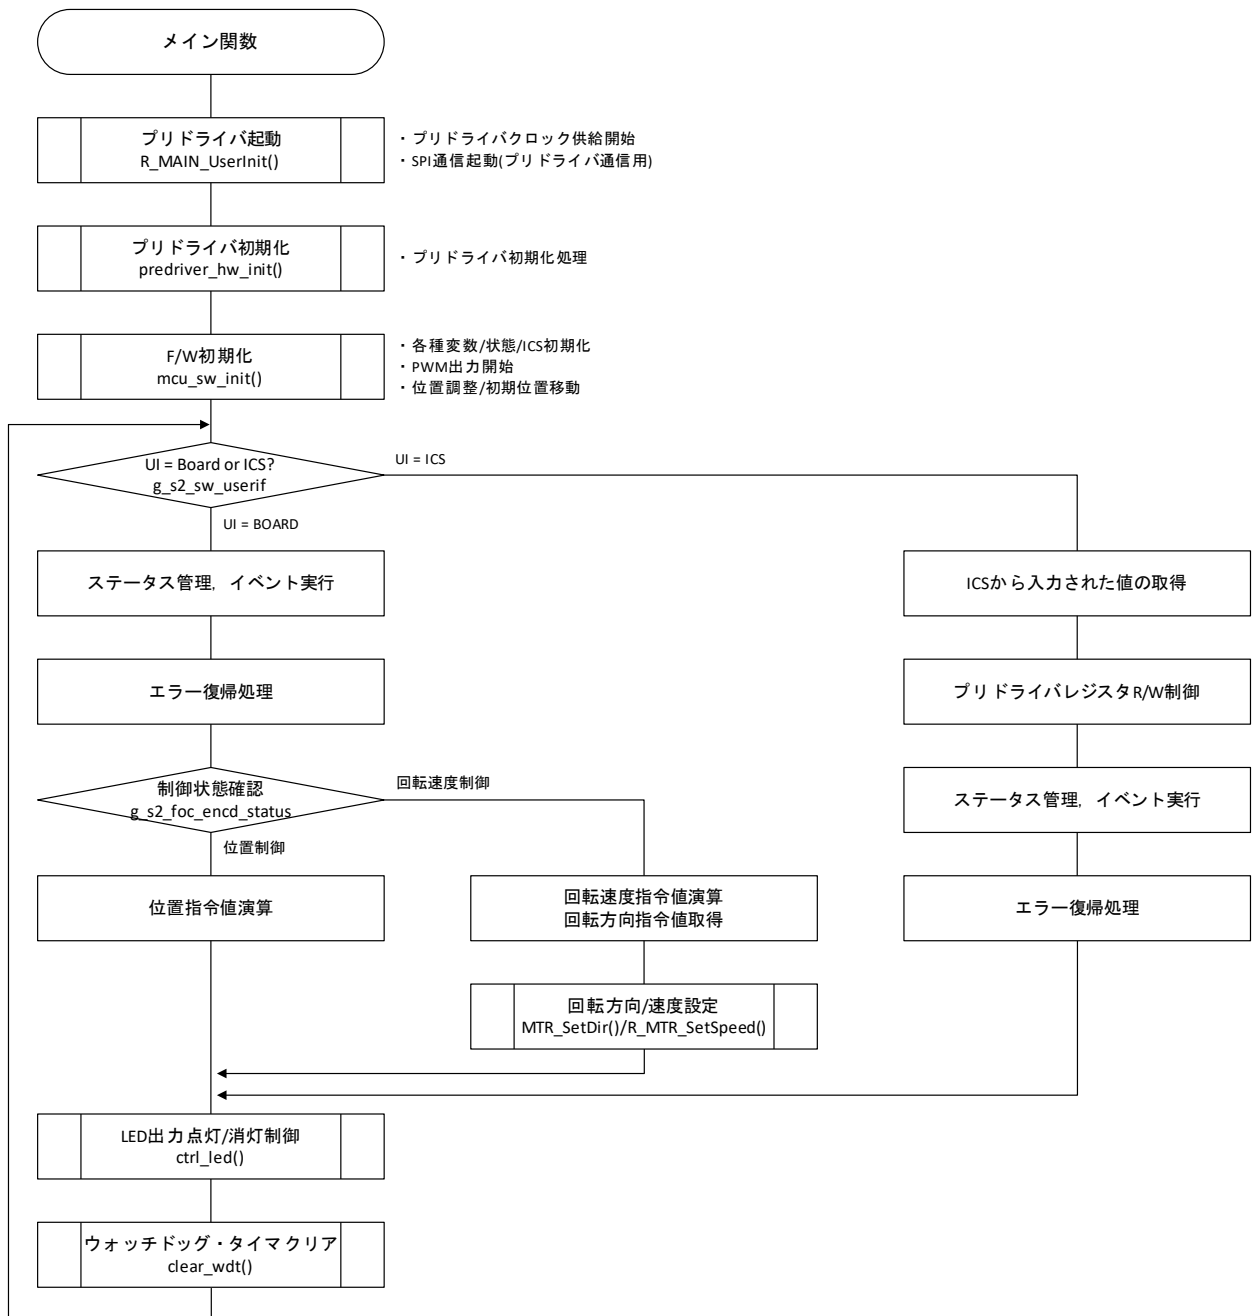 メイン関数
プリドライバ起動
R_MAIN_UserInit()
・プリドライバクロック供給開始
・SPI通信起動(プリドライバ通信用)
プリドライバ初期化
predriver_hw_init()
・プリドライバ初期化処理
F/W初期化
mcu_sw_init()
・各種変数/状態/ICS初期化
・PWM出力開始
・位置調整/初期位置移動
UI = Board or ICS?
g_s2_sw_userif
UI = ICS
UI = BOARD
ステータス管理，イベント実行
ICSから入力された値の取得
エラー復帰処理
プリドライバレジスタR/W制御
制御状態確認
g_s2_foc_encd_status
回転速度制御
位置制御
ステータス管理，イベント実行
位置指令値演算
回転速度指令値演算
回転方向指令値取得
エラー復帰処理
回転方向/速度設定
MTR_SetDir()/R_MTR_SetSpeed()
LED出力点灯/消灯制御
ctrl_led()
ウォッチドッグ・タイマクリア
clear_wdt()